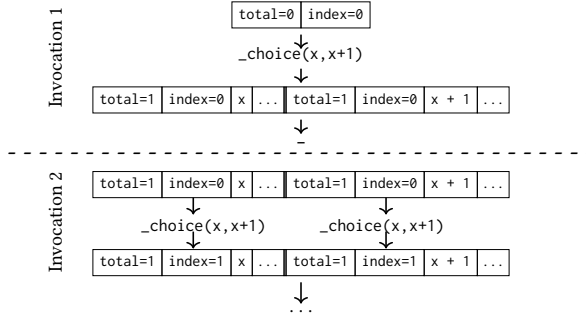 Invocation 1
total=0 index=0
_choice(x,x+1)
total=1 index=0 x ... total=1 index=0 x + 1 ...
–
Invocation 2
total=1 index=0 x ... total=1 index=0 x + 1 ...
_choice(x,x+1) _choice(x,x+1)
total=1 index=1 x ... total=1 index=1 x + 1 ...
...